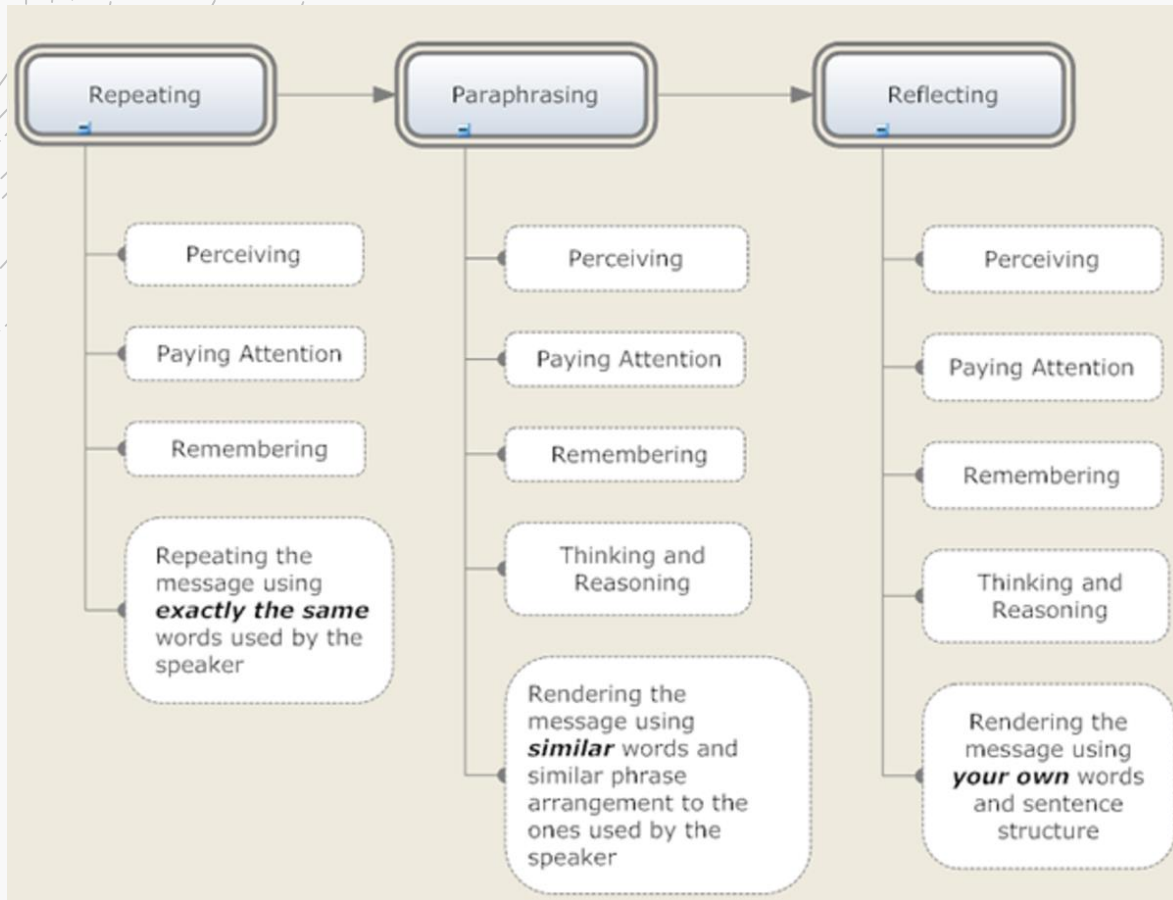 Repeating
Paraphrasing
Reflecting
Perceiving
Paying Attention
Remembering
Repeating the
message using
exactly the same
words used by the
speaker
Perceiving
Paying Attention
Remembering
Thinking and
Reasoning
Rendering the
message using
similar words and
similar phrase
arrangement to the
ones used by the
speaker
Perceiving
Paying Attention
Remembering
Thinking and
Reasoning
Rendering the
message using
your own words
and sentence
structure